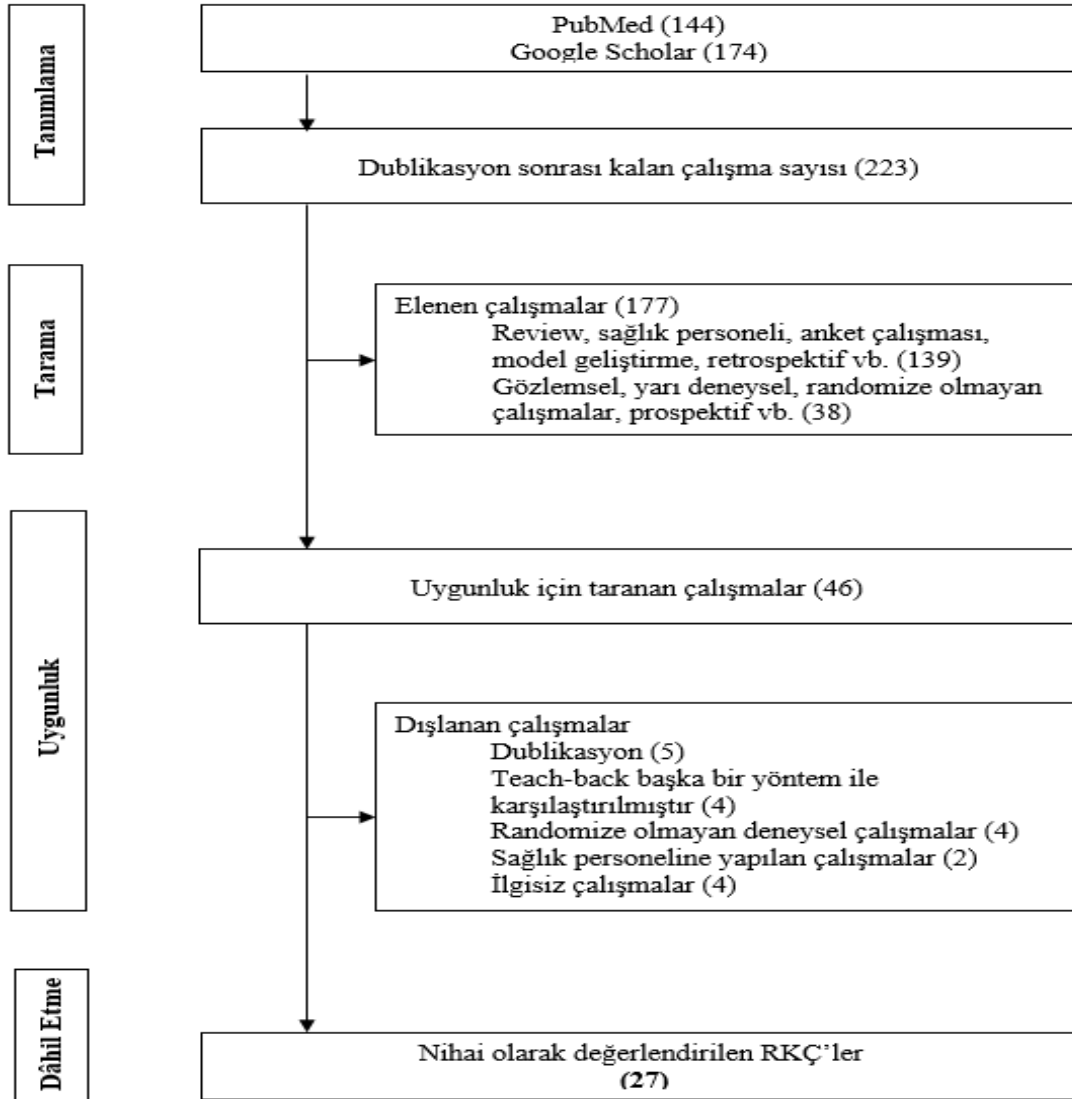 Tanımlama
PubMed (144)
Google Scholar (174)
Dublikasyon sonrası kalan çalışma sayısı (223)
Tarama
Elenen çalışmalar (177)
Review, sağlık personeli, anket çalışması,
model geliştirme, retrospektif vb. (139)
Gözlemsel, yarı deneysel, randomize olmayan
çalışmalar, prospektif vb. (38)
Uygunluk
Uygunluk için taranan çalışmalar (46)
Dışlanan çalışmalar
Dublikasyon (5)
Teach-back başka bir yöntem ile
karşılaştırılmıştır (4)
Randomize olmayan deneysel çalışmalar (4)
Sağlık personeline yapılan çalışmalar (2)
İlgisiz çalışmalar (4)
Dâhil Etme
Nihai olarak değerlendirilen RKÇ’ler
(27)